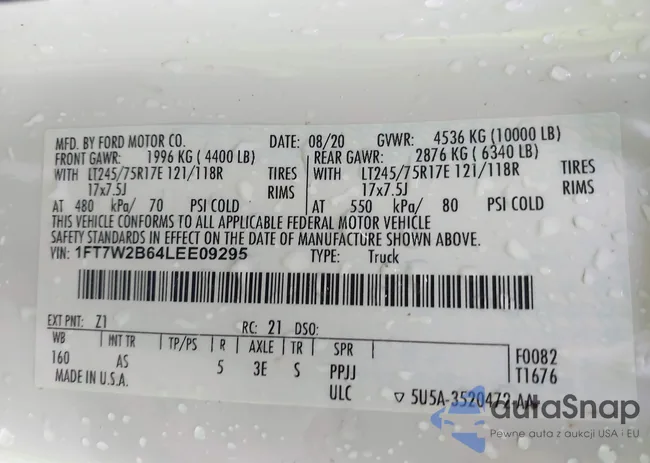 MFD. BY FORD MOTOR CO. DATE: 08/20 GVWR: 4536 KG (10000 LB)
FRONT GAWR: 1996 KG (4400 LB) REAR GAWR: 2876 KG (6340 LB)
WITH LT245/75R17E 121/118R TIRES WITH LT245/75R17E 121/118R TIRES
17x7.5J RIMS 17x7.5J RIMS
AT 480 kPa/ 70 PSI COLD AT 550 kPa/ 80 PSI COLD
THIS VEHICLE CONFORMS TO ALL APPLICABLE FEDERAL MOTOR VEHICLE
SAFETY STANDARDS IN EFFECT ON THE DATE OF MANUFACTURE SHOWN ABOVE.
VIN: 1FT7W2B64LEE09295 TYPE: Truck
EXT PNT: Z1 RC: 21 DSO:
WB INT TR TP/PS R AXLE TR SPR F0082
160 AS 5 3E S PPJJ T1676
MADE IN U.S.A. ULC ▽ 5U5A-3520472-AN
autoSnap
Pewne auta z aukcji USA i EU